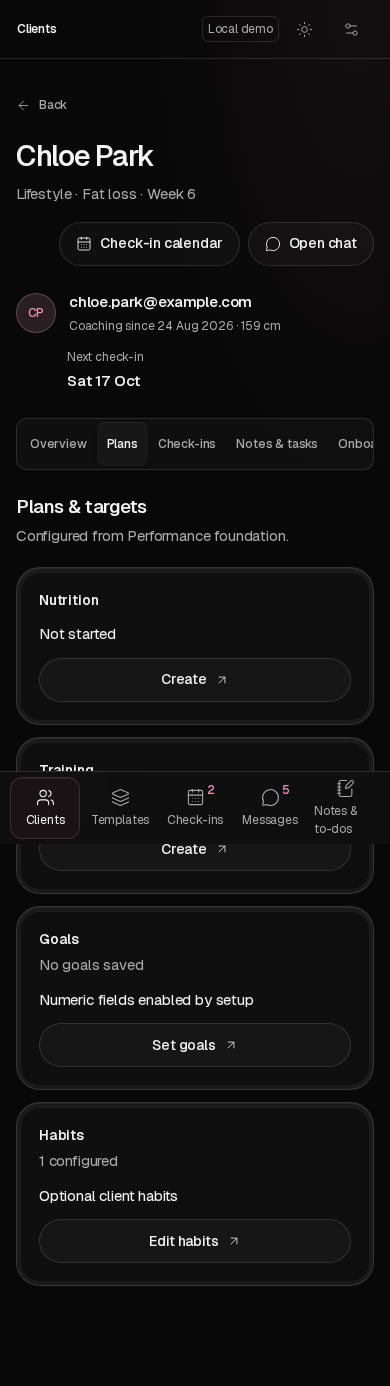 Clients
Local demo
Back
Chloe Park
Lifestyle · Fat loss · Week 6
Check-in calendar
Open chat
CP
chloe.park@example.com
Coaching since 24 Aug 2026 · 159 cm
Next check-in
Sat 17 Oct
Overview
Plans
Check-ins
Notes & tasks
Onboa
Plans & targets
Configured from Performance foundation.
Nutrition
Not started
Create
Training
Clients
Templates
2
Check-ins
5
Messages
Notes &
to-dos
Create
Goals
No goals saved
Numeric fields enabled by setup
Set goals
Habits
1 configured
Optional client habits
Edit habits